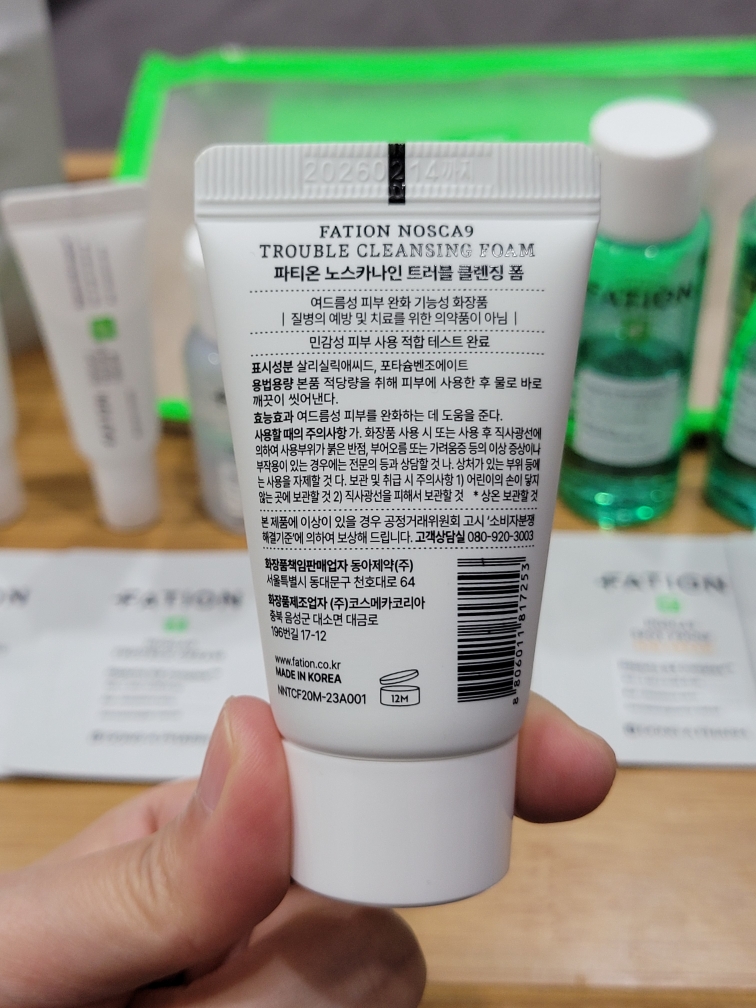 20260214까지
FATION NOSCA9
TROUBLE CLEANSING FOAM
파티온 노스카나인 트러블 클렌징 폼
여드름성 피부 완화 기능성 화장품
| 질병의 예방 및 치료를 위한 의약품이 아님 |
민감성 피부 사용 적합 테스트 완료
표시성분 살리실릭애씨드, 포타슘벤조에이트
용법용량 본품 적당량을 취해 피부에 사용한 후 물로 바로
깨끗이 씻어낸다.
효능효과 여드름성 피부를 완화하는 데 도움을 준다.
사용할 때의 주의사항 가. 화장품 사용 시 또는 사용 후 직사광선에
의하여 사용부위가 붉은 반점, 부어오름 또는 가려움증 등의 이상 증상이나
부작용이 있는 경우에는 전문의 등과 상담할 것 나. 상처가 있는 부위 등에
는 사용을 자제할 것 다. 보관 및 취급 시 주의사항 1) 어린이의 손이 닿지
않는 곳에 보관할 것 2) 직사광선을 피해서 보관할 것 * 상온 보관할 것
본 제품에 이상이 있을 경우 공정거래위원회 고시 '소비자분쟁
해결기준'에 의하여 보상해 드립니다. 고객상담실 080-920-3003
화장품책임판매업자 동아제약(주)
서울특별시 동대문구 천호대로 64
화장품제조업자 (주)코스메카코리아
충북 음성군 대소면 대금로
196번길 17-12
www.fation.co.kr
MADE IN KOREA
NNTCF20M-23A001
12M
8806011817253
FATION
FATION
FATION